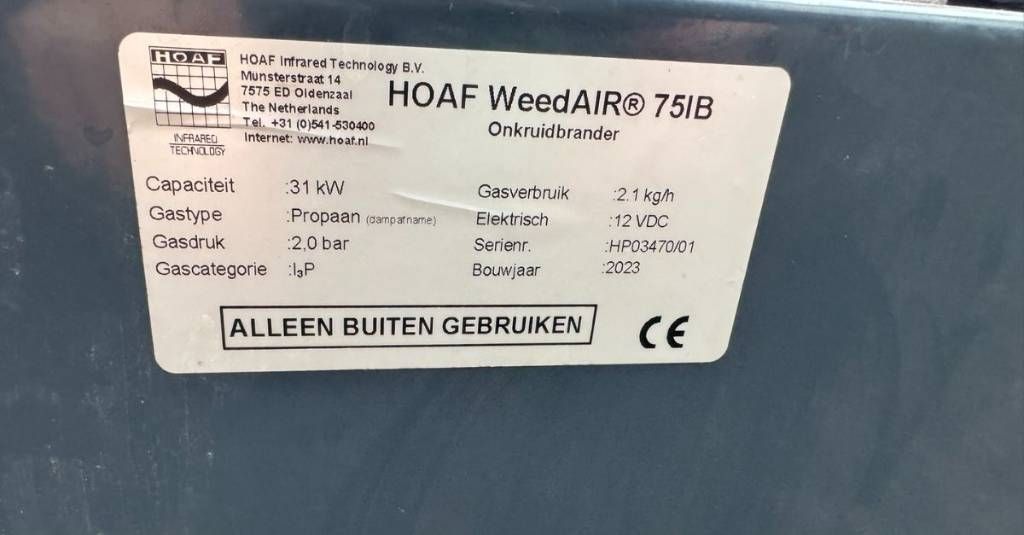 HOAF
INFRARED
TECHNOLOGY
HOAF Infrared Technology B.V.
Munsterstraat 14
7575 ED Oldenzaal
The Netherlands
Tel. +31 (0)541-530400
Internet: www.hoaf.nl
HOAF WeedAIR® 75IB
Onkruidbrander
Capaciteit :31 kW
Gastype :Propaan (dampafname)
Gasdruk :2,0 bar
Gascategorie :I₃P
Gasverbruik :2.1 kg/h
Elektrisch :12 VDC
Serienr. :HP03470/01
Bouwjaar :2023
ALLEEN BUITEN GEBRUIKEN
CE